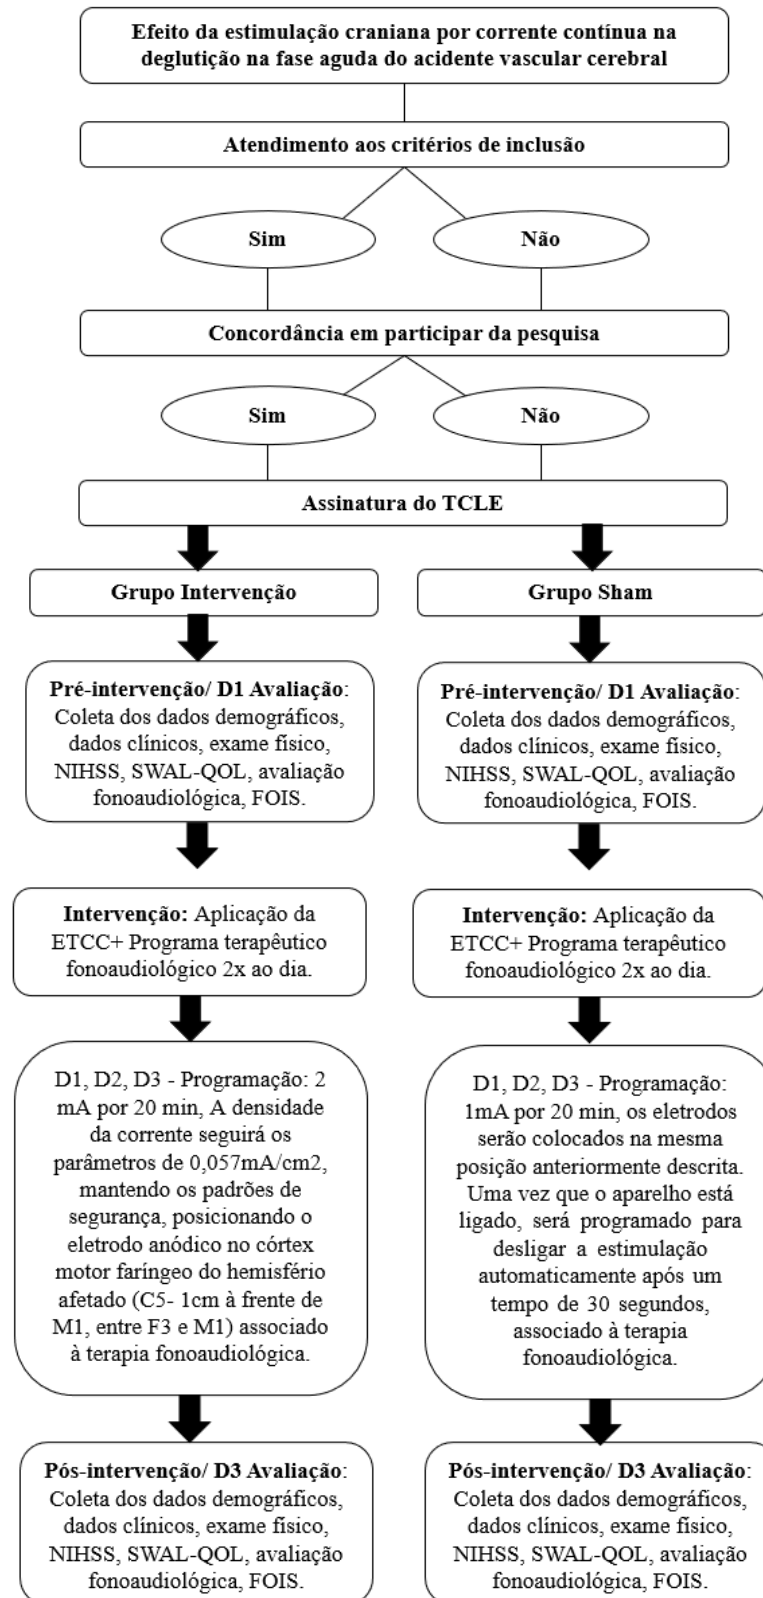 Efeito da estimulação craniana por corrente contínua na
deglutição na fase aguda do acidente vascular cerebral
Atendimento aos critérios de inclusão
Sim
Não
Concordância em participar da pesquisa
Sim
Não
Assinatura do TCLE
Grupo Intervenção
Grupo Sham
Pré-intervenção/ D1 Avaliação:
Coleta dos dados demográficos,
dados clínicos, exame físico,
NIHSS, SWAL-QOL, avaliação
fonoaudiológica, FOIS.
Pré-intervenção/ D1 Avaliação:
Coleta dos dados demográficos,
dados clínicos, exame físico,
NIHSS, SWAL-QOL, avaliação
fonoaudiológica, FOIS.
Intervenção: Aplicação da
ETCC+ Programa terapêutico
fonoaudiológico 2x ao dia.
Intervenção: Aplicação da
ETCC+ Programa terapêutico
fonoaudiológico 2x ao dia.
D1, D2, D3 - Programação: 2
mA por 20 min, A densidade
da corrente seguirá os
parâmetros de 0,057mA/cm2,
mantendo os padrões de
segurança, posicionando o
eletrodo anódico no córtex
motor faríngeo do hemisfério
afetado (C5- 1cm à frente de
M1, entre F3 e M1) associado
à terapia fonoaudiológica.
D1, D2, D3 - Programação:
1mA por 20 min, os eletrodos
serão colocados na mesma
posição anteriormente descrita.
Uma vez que o aparelho está
ligado, será programado para
desligar a estimulação
automaticamente após um
tempo de 30 segundos,
associado à terapia
fonoaudiológica.
Pós-intervenção/ D3 Avaliação:
Coleta dos dados demográficos,
dados clínicos, exame físico,
NIHSS, SWAL-QOL, avaliação
fonoaudiológica, FOIS.
Pós-intervenção/ D3 Avaliação:
Coleta dos dados demográficos,
dados clínicos, exame físico,
NIHSS, SWAL-QOL, avaliação
fonoaudiológica, FOIS.